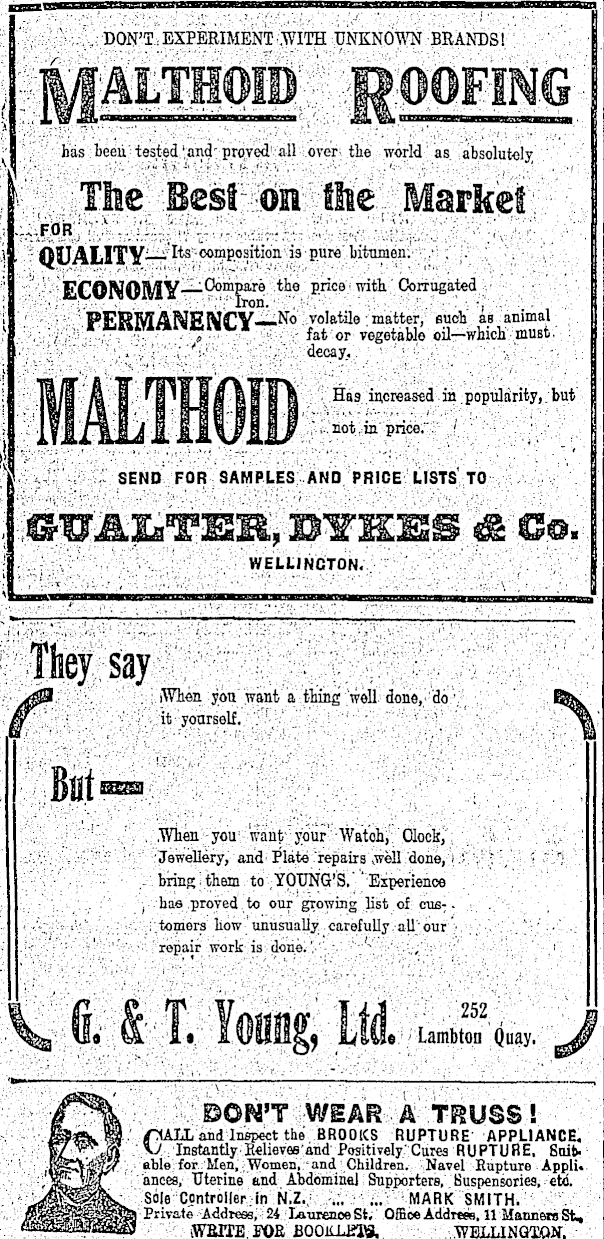 DON'T EXPERIMENT WITH UNKNOWN BRANDS!
MALTHOID ROOFING
has been tested and proved all over the world as absolutely
The Best on the Market
FOR
QUALITY—Its composition is pure bitumen.
ECONOMY—Compare the price with Corrugated
Iron.
PERMANENCY—No volatile matter, such as animal
fat or vegetable oil—which must
decay.
MALTHOID
Has increased in popularity, but
not in price.
SEND FOR SAMPLES AND PRICE LISTS TO
GUALTER, DYKES & Co.
WELLINGTON.
They say
When you want a thing well done, do
it yourself.
But—
When you want your Watch, Clock,
Jewellery, and Plate repairs well done,
bring them to YOUNG'S. Experience
has proved to our growing list of cus-
tomers how unusually carefully all our
repair work is done.
G. & T. Young, Ltd. 252
Lambton Quay.
DON'T WEAR A TRUSS!
CALL and Inspect the BROOKS RUPTURE APPLIANCE.
Instantly Relieves and Positively Cures RUPTURE. Suit-
able for Men, Women, and Children. Navel Rupture Appli-
ances, Uterine and Abdominal Supporters, Suspensories, etc.
Sole Controller in N.Z. ... ... MARK SMITH.
Private Address, 24 Laurence St. Office Address, 11 Manners St.,
WRITE FOR BOOKLETS. WELLINGTON.